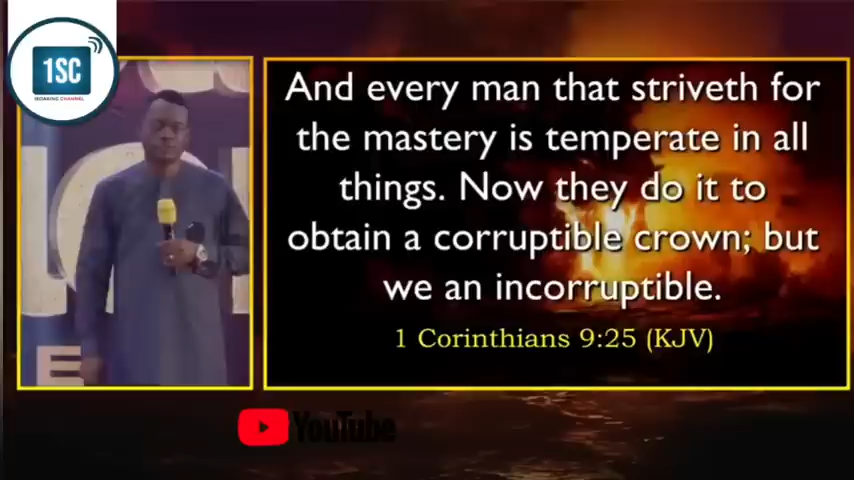 1SC
And every man that striveth for
the mastery is temperate in all
things. Now they do it to
obtain a corruptible crown; but
we an incorruptible.
1 Corinthians 9:25 (KJV)
E
YouTube